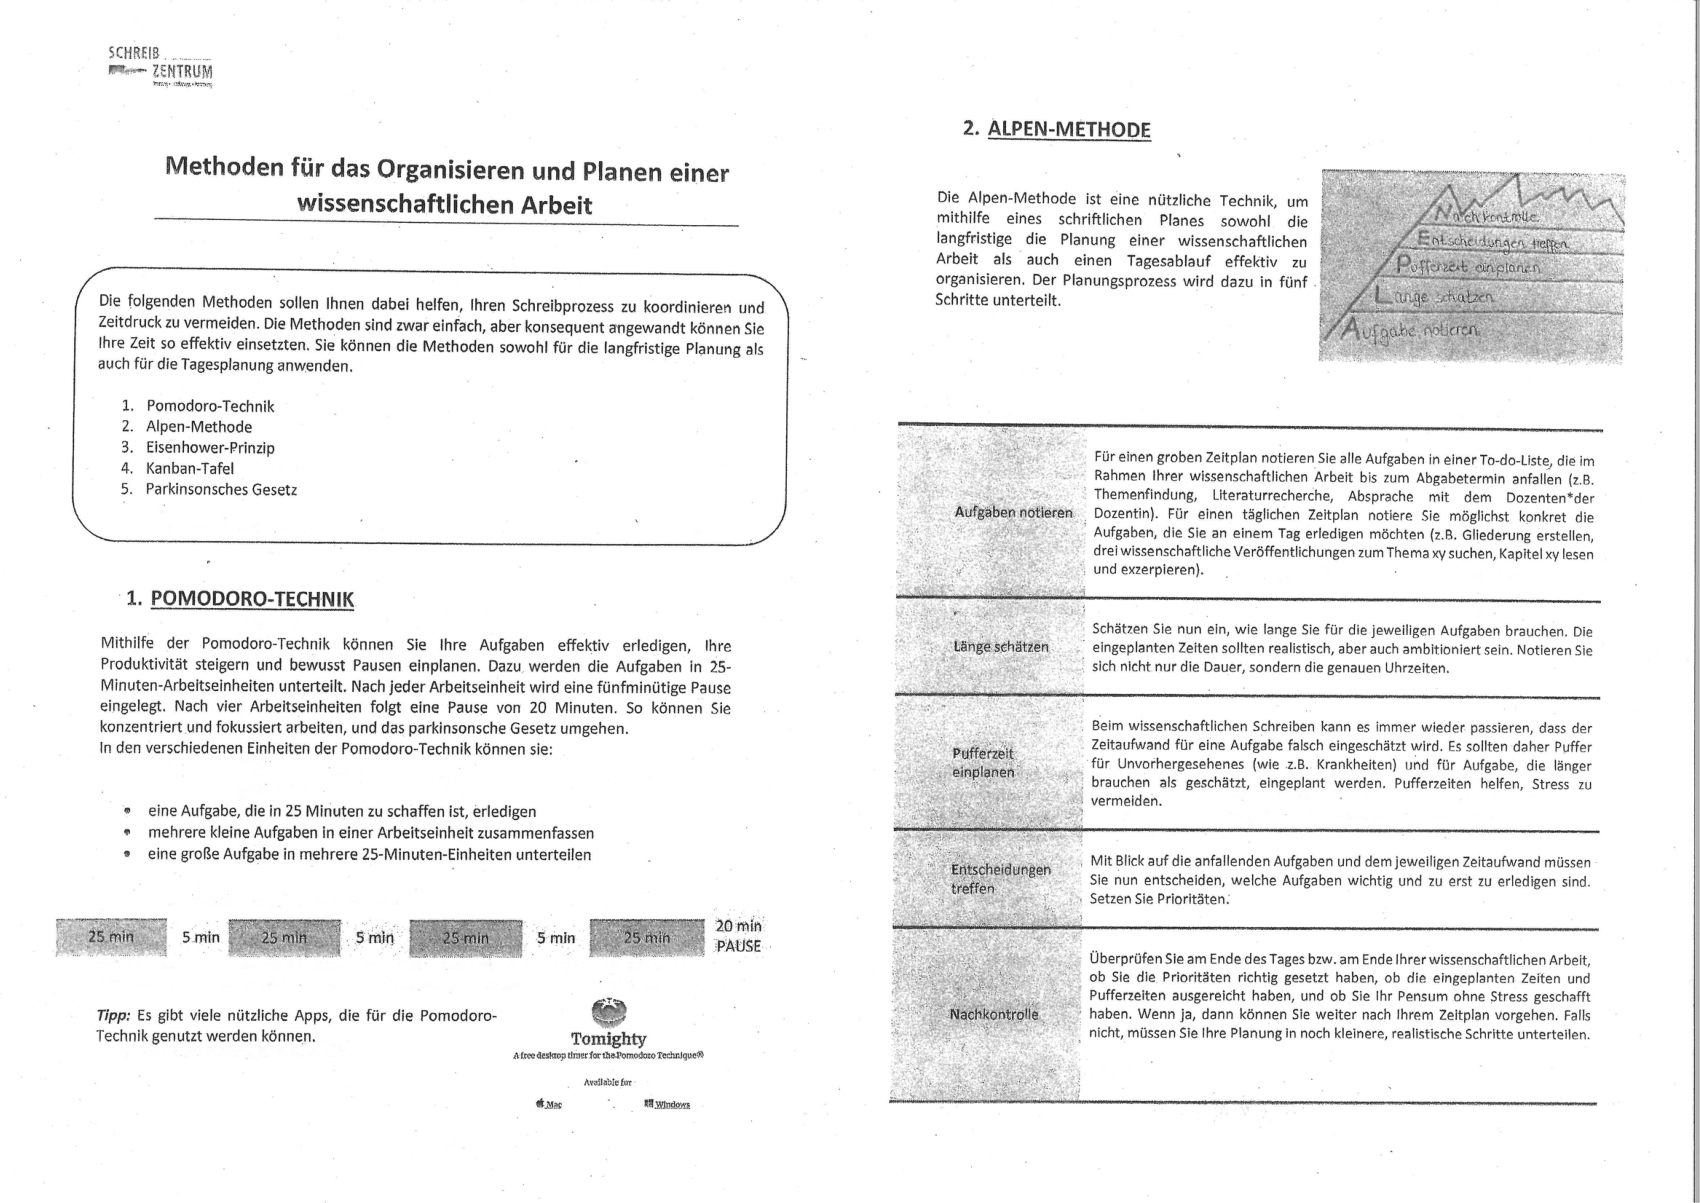 SCHREIB
ZENTRUM
Methoden für das Organisieren und Planen einer
wissenschaftlichen Arbeit
Die folgenden Methoden sollen Ihnen dabei helfen, Ihren Schreibprozess zu koordinieren und
Zeitdruck zu vermeiden. Die Methoden sind zwar einfach, aber konsequent angewandt können Sie
Ihre Zeit so effektiv einsetzten. Sie können die Methoden sowohl für die langfristige Planung als
auch für die Tagesplanung anwenden.
1. Pomodoro-Technik
2. Alpen-Methode
3. Eisenhower-Prinzip
4. Kanban-Tafel
5. Parkinsonsches Gesetz
1. POMODORO-TECHNIK
Mithilfe der Pomodoro-Technik können Sie Ihre Aufgaben effektiv erledigen, Ihre
Produktivität steigern und bewusst Pausen einplanen. Dazu werden die Aufgaben in 25-
Minuten-Arbeitseinheiten unterteilt. Nach jeder Arbeitseinheit wird eine fünfminütige Pause
eingelegt. Nach vier Arbeitseinheiten folgt eine Pause von 20 Minuten. So können Sie
konzentriert und fokussiert arbeiten, und das parkinsonsche Gesetz umgehen.
In den verschiedenen Einheiten der Pomodoro-Technik können sie:
• eine Aufgabe, die in 25 Minuten zu schaffen ist, erledigen
• mehrere kleine Aufgaben in einer Arbeitseinheit zusammenfassen
• eine große Aufgabe in mehrere 25-Minuten-Einheiten unterteilen
25 min 5 min 25 min 5 min 25 min 5 min 25 min 20 min
PAUSE
Tipp: Es gibt viele nützliche Apps, die für die Pomodoro-
Technik genutzt werden können.
Tomighty
A free desktop timer for the Pomodoro Technique®
Available for
Mac Windows
2. ALPEN-METHODE
Die Alpen-Methode ist eine nützliche Technik, um
mithilfe eines schriftlichen Planes sowohl die
langfristige die Planung einer wissenschaftlichen
Arbeit als auch einen Tagesablauf effektiv zu
organisieren. Der Planungsprozess wird dazu in fünf
Schritte unterteilt.
Nachkontrolle
Entscheidungen treffen
Pufferzeit einplanen
Länge schätzen
Aufgabe notieren
Aufgaben notieren
Für einen groben Zeitplan notieren Sie alle Aufgaben in einer To-do-Liste, die im
Rahmen Ihrer wissenschaftlichen Arbeit bis zum Abgabetermin anfallen (z.B.
Themenfindung, Literaturrecherche, Absprache mit dem Dozenten*der
Dozentin). Für einen täglichen Zeitplan notiere Sie möglichst konkret die
Aufgaben, die Sie an einem Tag erledigen möchten (z.B. Gliederung erstellen,
drei wissenschaftliche Veröffentlichungen zum Thema xy suchen, Kapitel xy lesen
und exzerpieren).
Länge schätzen
Schätzen Sie nun ein, wie lange Sie für die jeweiligen Aufgaben brauchen. Die
eingeplanten Zeiten sollten realistisch, aber auch ambitioniert sein. Notieren Sie
sich nicht nur die Dauer, sondern die genauen Uhrzeiten.
Pufferzeit
einplanen
Beim wissenschaftlichen Schreiben kann es immer wieder passieren, dass der
Zeitaufwand für eine Aufgabe falsch eingeschätzt wird. Es sollten daher Puffer
für Unvorhergesehenes (wie z.B. Krankheiten) und für Aufgabe, die länger
brauchen als geschätzt, eingeplant werden. Pufferzeiten helfen, Stress zu
vermeiden.
Entscheidungen
treffen
Mit Blick auf die anfallenden Aufgaben und dem jeweiligen Zeitaufwand müssen
Sie nun entscheiden, welche Aufgaben wichtig und zu erst zu erledigen sind.
Setzen Sie Prioritäten.
Nachkontrolle
Überprüfen Sie am Ende des Tages bzw. am Ende Ihrer wissenschaftlichen Arbeit,
ob Sie die Prioritäten richtig gesetzt haben, ob die eingeplanten Zeiten und
Pufferzeiten ausgereicht haben, und ob Sie Ihr Pensum ohne Stress geschafft
haben. Wenn ja, dann können Sie weiter nach Ihrem Zeitplan vorgehen. Falls
nicht, müssen Sie Ihre Planung in noch kleinere, realistische Schritte unterteilen.